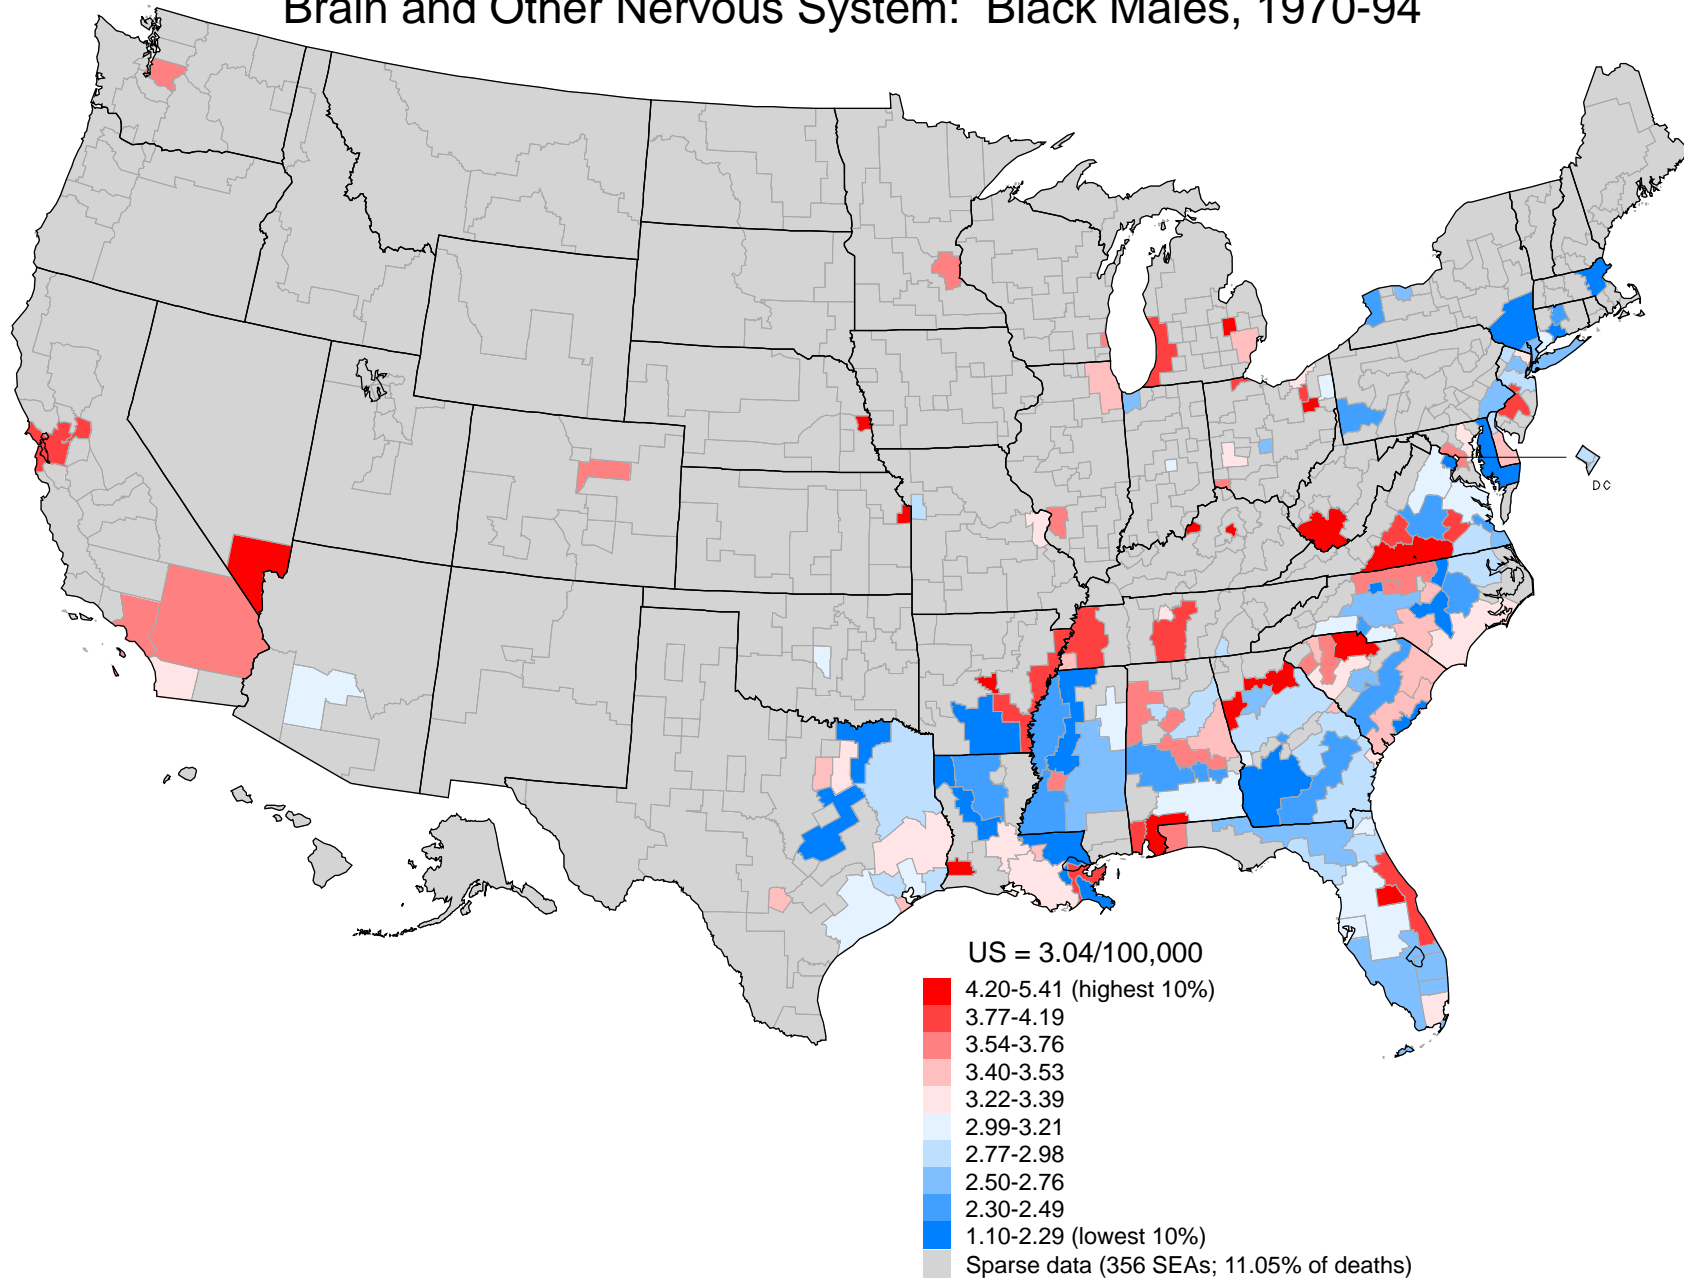 Brain and Other Nervous System: Black Males, 1970-94
DC
US = 3.04/100,000
4.20-5.41 (highest 10%)
3.77-4.19
3.54-3.76
3.40-3.53
3.22-3.39
2.99-3.21
2.77-2.98
2.50-2.76
2.30-2.49
1.10-2.29 (lowest 10%)
Sparse data (356 SEAs; 11.05% of deaths)